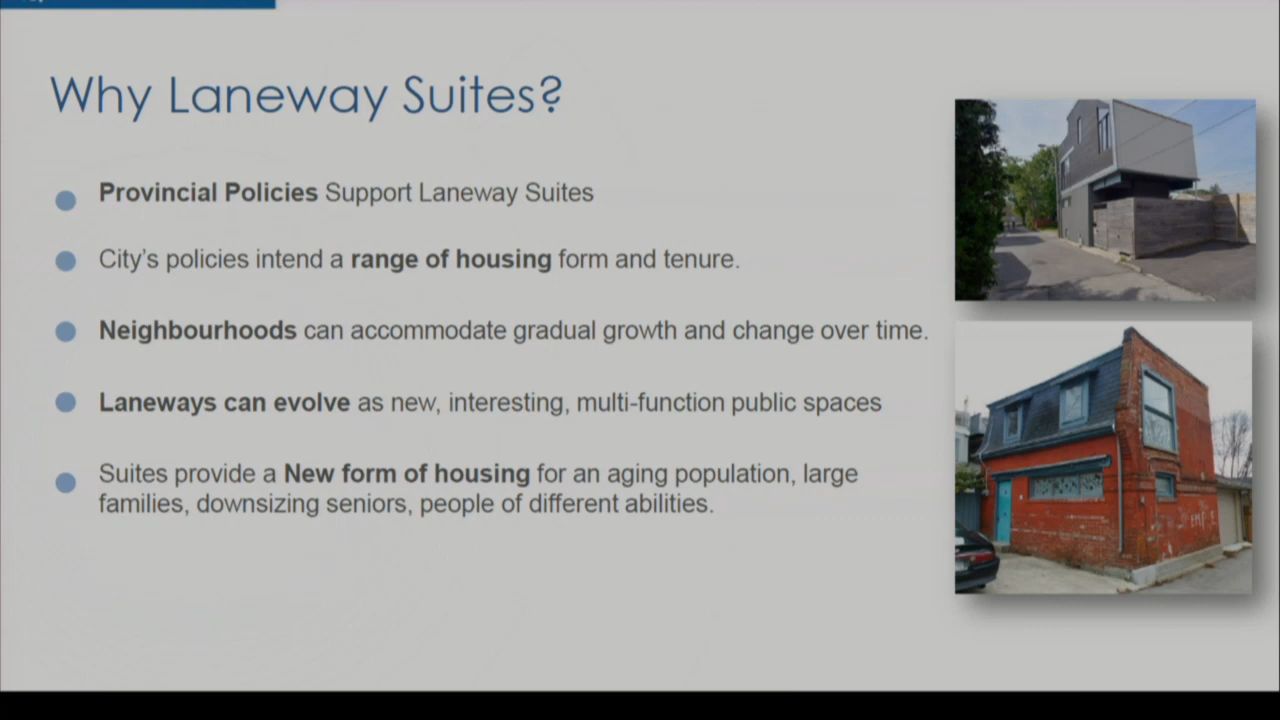 Why Laneway Suites?
Provincial Policies Support Laneway Suites
City's policies intend a range of housing form and tenure.
Neighbourhoods can accommodate gradual growth and change over time.
Laneways can evolve as new, interesting, multi-function public spaces
Suites provide a New form of housing for an aging population, large
families, downsizing seniors, people of different abilities.